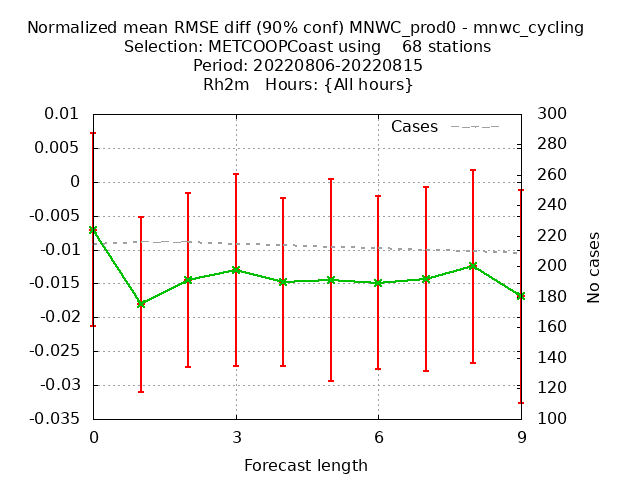 Normalized mean RMSE diff (90% conf) MNWC_prod0 - mnwc_cycling
Selection: METCOOPCoast using    68 stations
Period: 20220806-20220815
Rh2m   Hours: {All hours}
Cases
0.01
0.005
0
-0.005
-0.01
-0.015
-0.02
-0.025
-0.03
-0.035
300
280
260
240
220
200
180
160
140
120
100
No cases
0 3 6 9
Forecast length